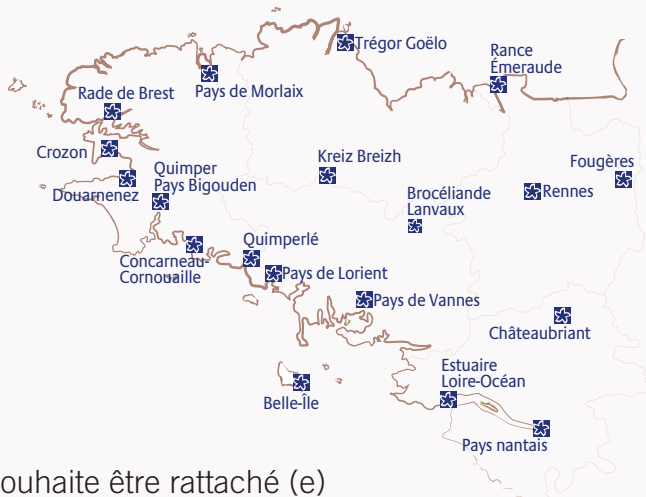 Trégor Goëlo
Rance
Émeraude
Rade de Brest
Pays de Morlaix
Crozon
Kreiz Breizh
Fougères
Quimper
Pays Bigouden
Douarnenez
Brocéliande
Lanvaux
Rennes
Quimperlé
Concarneau-
Cornouaille
Pays de Lorient
Pays de Vannes
Châteaubriant
Estuaire
Loire-Océan
Belle-Île
Pays nantais
ouhaite être rattaché (e)